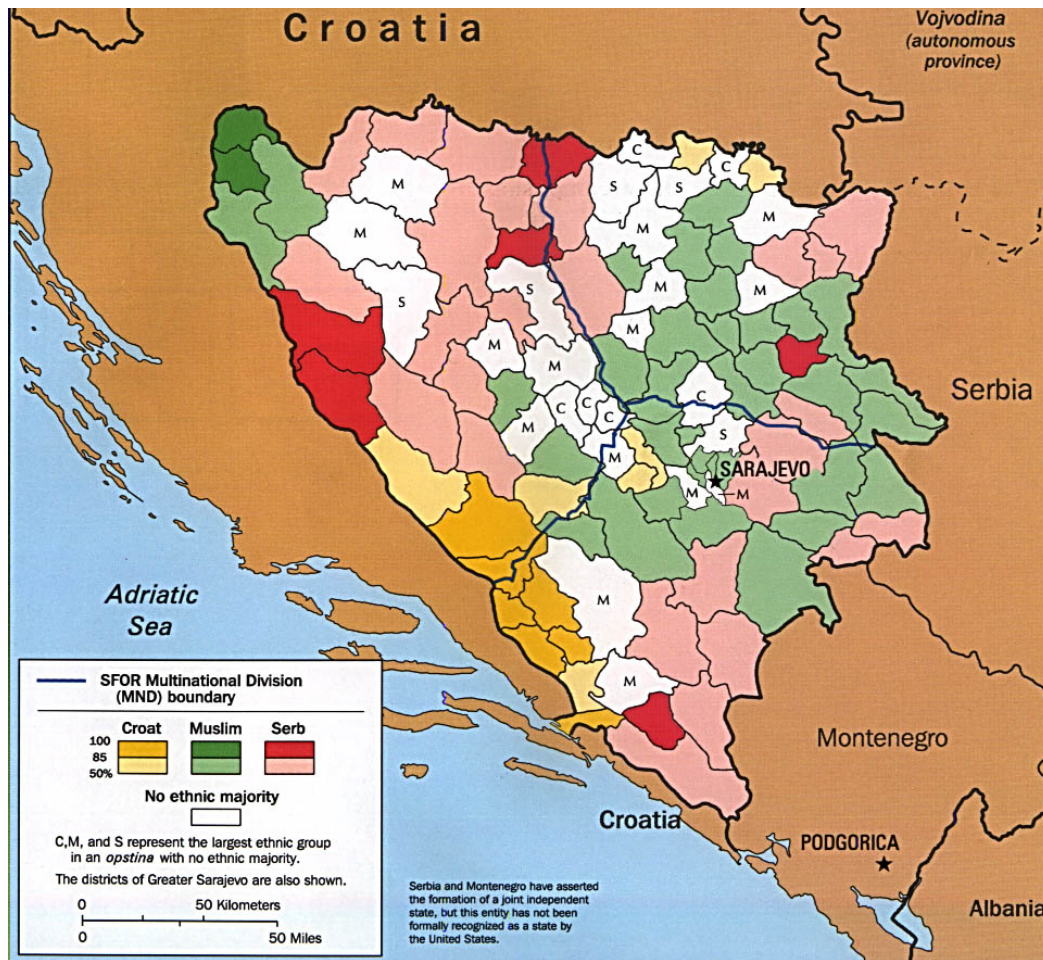 Croatia
Vojvodina
(autonomous
province)
C
S
S
C
M
M
M
M
M
S
S
M
M
M
M
M
C
C
C
C
M
S
M
Serbia
SARAJEVO
M
M
Adriatic
Sea
M
M
Montenegro
Croatia
PODGORICA
Albania
SFOR Multinational Division
(MND) boundary
Croat Muslim Serb
100
85
50%
No ethnic majority
C,M, and S represent the largest ethnic group
in an opstina with no ethnic majority.
The districts of Greater Sarajevo are also shown.
0 50 Kilometers
0 50 Miles
Serbia and Montenegro have asserted
the formation of a joint independent
state, but this entity has not been
formally recognized as a state by
the United States.